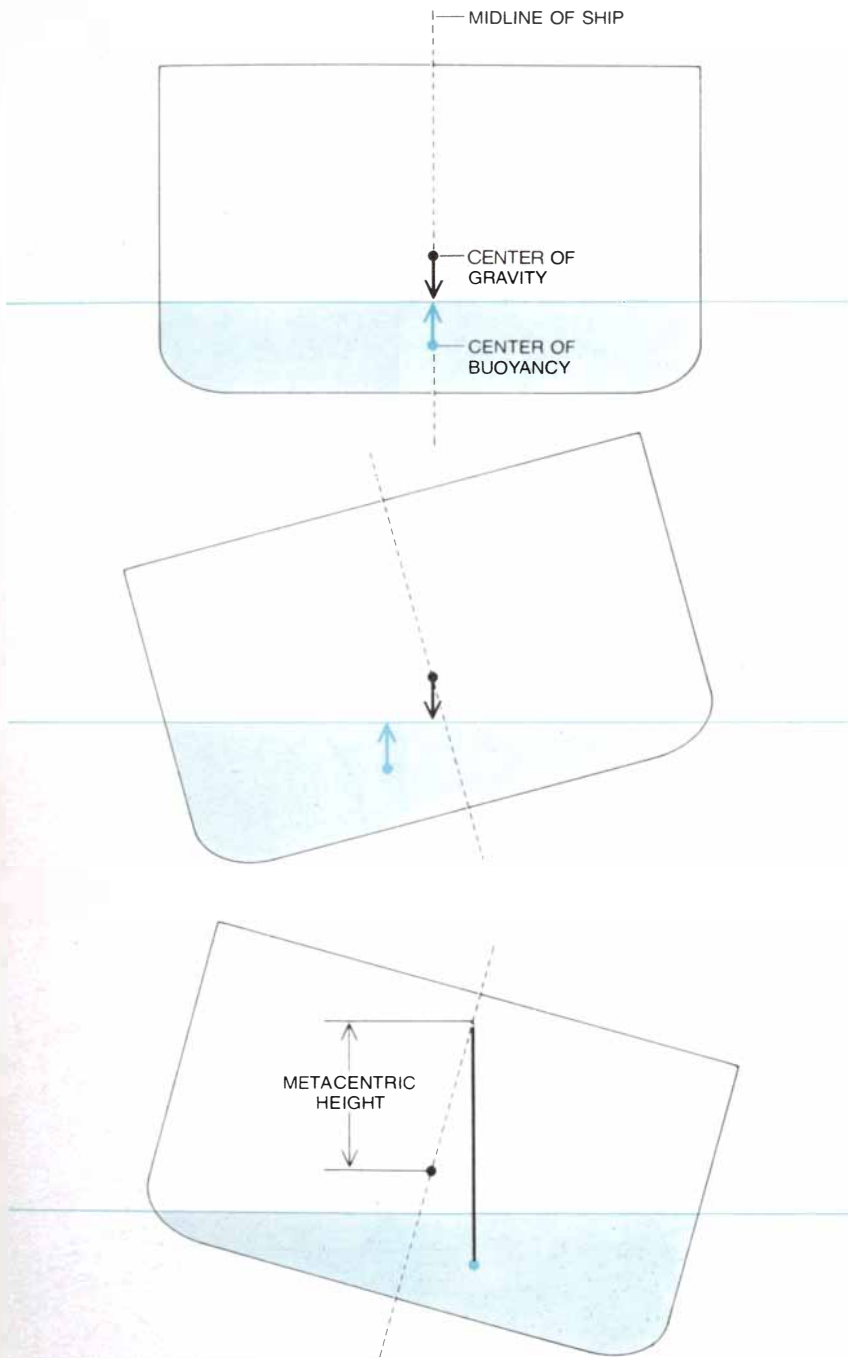 MIDLINE OF SHIP
CENTER OF
GRAVITY
CENTER OF
BUOYANCY
METACENTRIC
HEIGHT